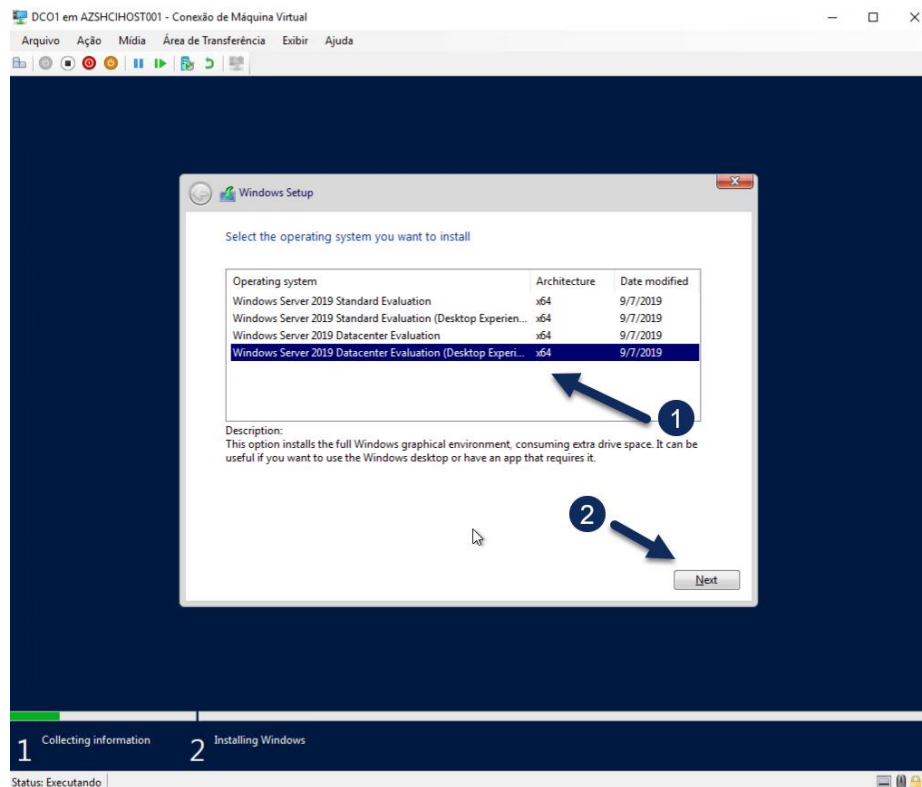 DCO1 em AZSHCIHOST001 - Conexão de Máquina Virtual
Arquivo Ação Mídia Área de Transferência Exibir Ajuda
Windows Setup
Select the operating system you want to install
Operating system Architecture Date modified
Windows Server 2019 Standard Evaluation x64 9/7/2019
Windows Server 2019 Standard Evaluation (Desktop Experien... x64 9/7/2019
Windows Server 2019 Datacenter Evaluation x64 9/7/2019
Windows Server 2019 Datacenter Evaluation (Desktop Experi... x64 9/7/2019
1
Description:
This option installs the full Windows graphical environment, consuming extra drive space. It can be
useful if you want to use the Windows desktop or have an app that requires it.
2
Next
1 Collecting information 2 Installing Windows
Status: Executando